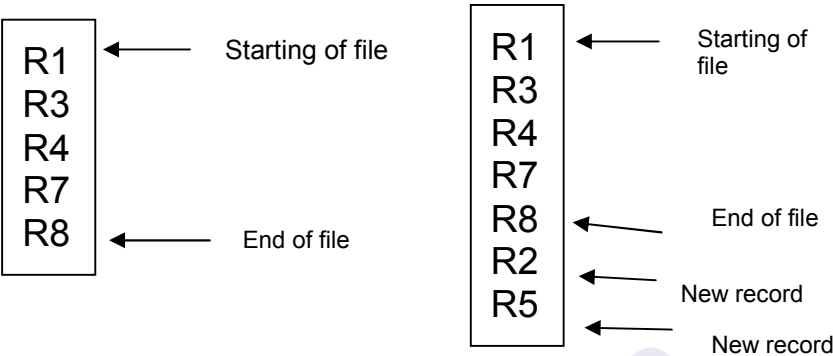 R1
R3
R4
R7
R8
Starting of file
End of file
R1
R3
R4
R7
R8
R2
R5
Starting of
file
End of file
New record
New record